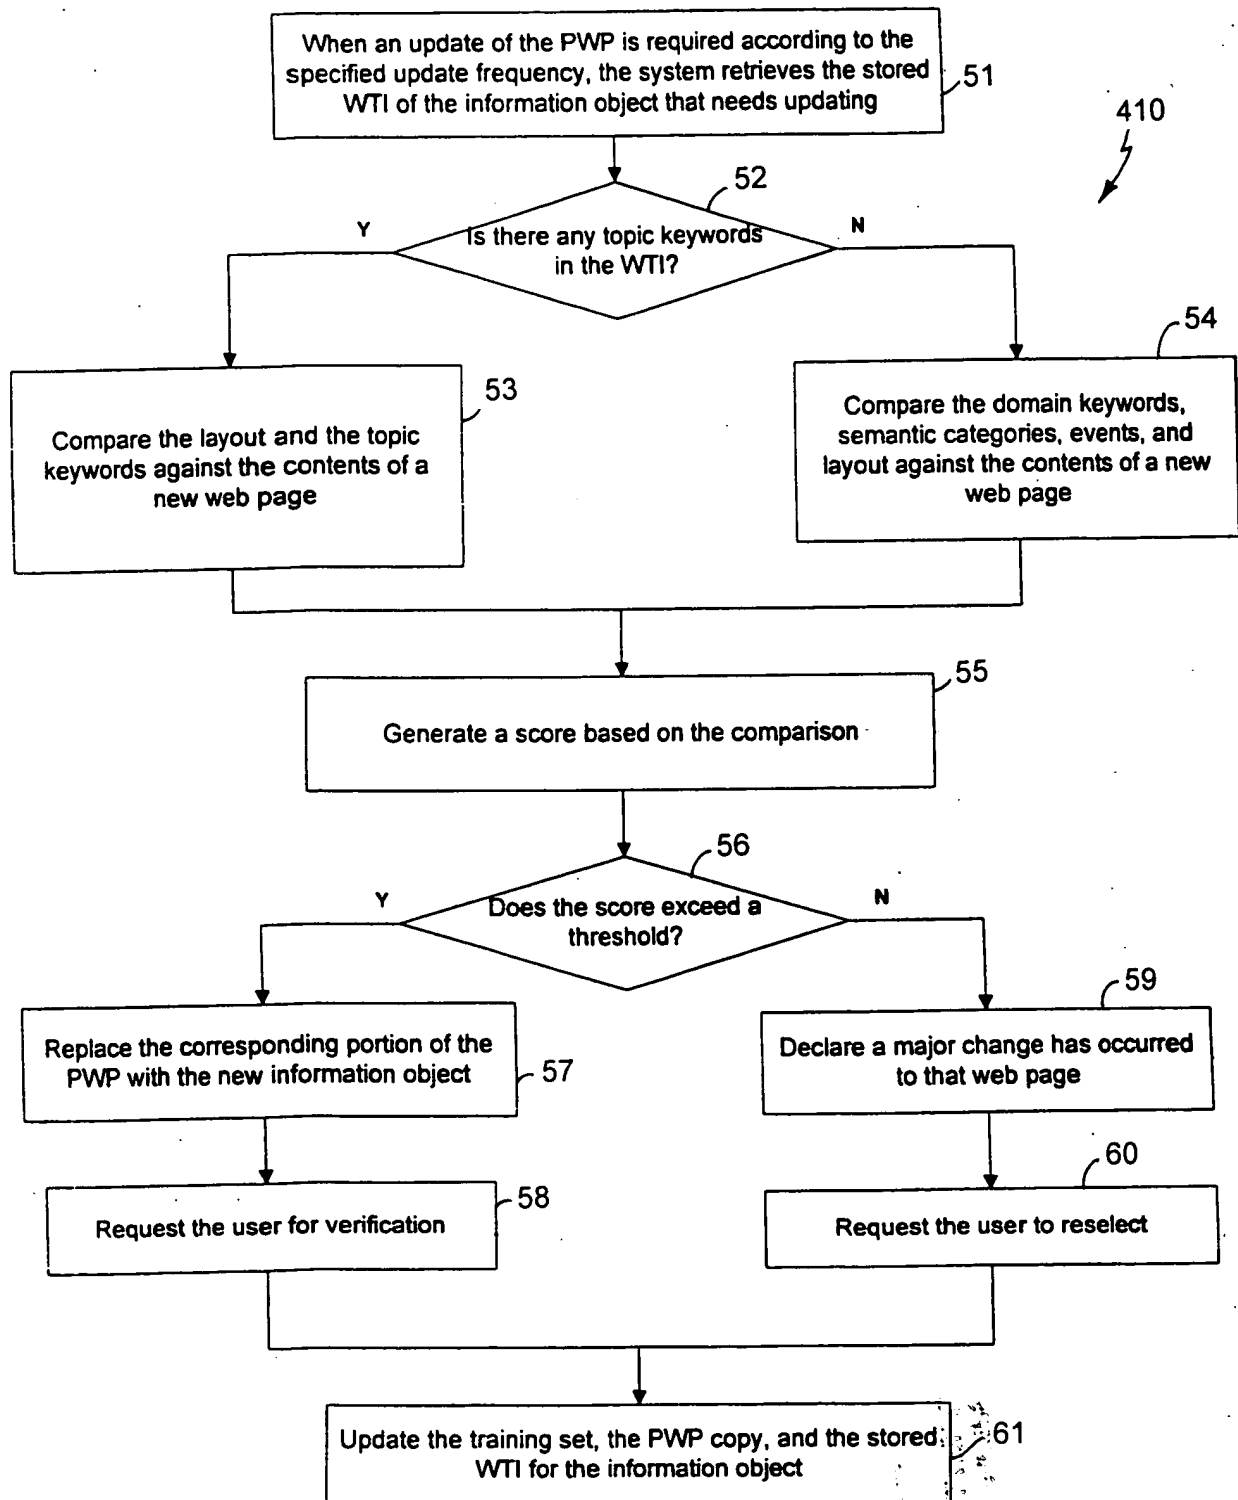 When an update of the PWP is required according to the
specified update frequency, the system retrieves the stored
WTI of the information object that needs updating
51
410
52
Y
N
Is there any topic keywords
in the WTI?
53
54
Compare the layout and the topic
keywords against the contents of a
new web page
Compare the domain keywords,
semantic categories, events, and
layout against the contents of a new
web page
55
Generate a score based on the comparison
56
Y
N
Does the score exceed a
threshold?
59
Replace the corresponding portion of the
PWP with the new information object
57
Declare a major change has occurred
to that web page
58
60
Request the user for verification
Request the user to reselect
Update the training set, the PWP copy, and the stored
WTI for the information object
61